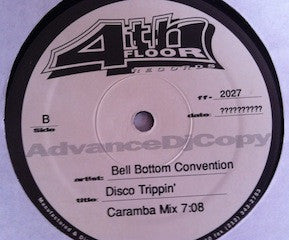 4th
FLOOR
RECORDS
ff- 2027
B
Side
date: ??????????
AdvanceDjCopy
Bell Bottom Convention
artist:
Disco Trippin'
title:
Caramba Mix 7:08